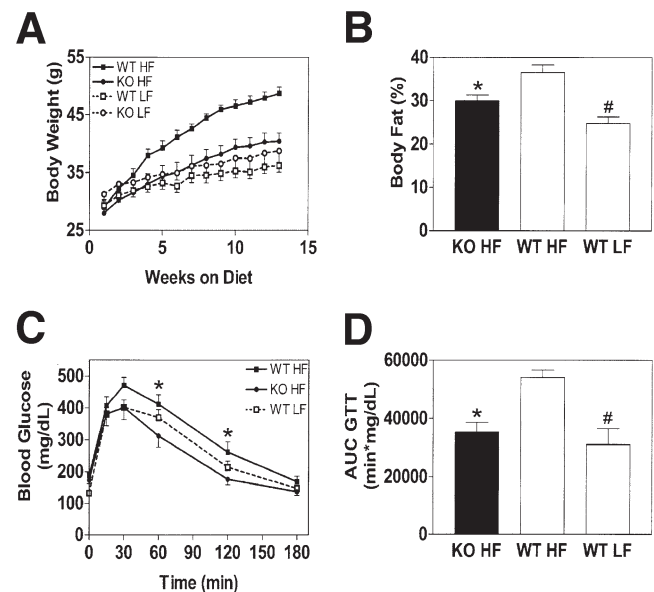 A
B
55
45
35
25
Body Weight (g)
WT HF
KO HF
WT LF
KO LF
0
5
10
15
Weeks on Diet
40
30
20
10
0
Body Fat (%)
*
#
KO HF
WT HF
WT LF
C
D
500
400
300
200
100
0
Blood Glucose
(mg/dL)
WT HF
KO HF
WT LF
*
*
0
30
60
90
120
150
180
Time (min)
60000
40000
20000
0
AUC GTT
(min*mg/dL)
*
#
KO HF
WT HF
WT LF